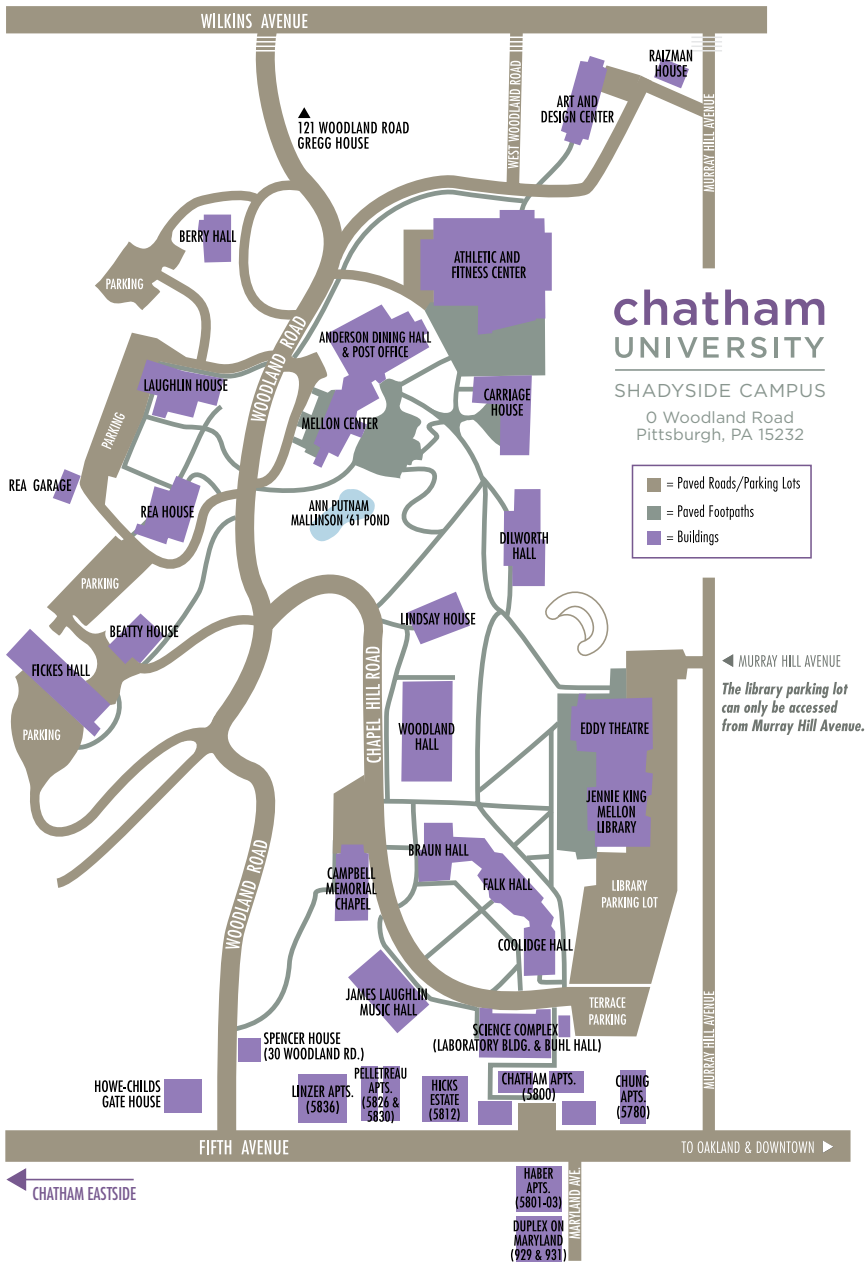 WILKINS AVENUE
RAIZMAN
HOUSE
ART AND
DESIGN CENTER
WEST WOODLAND ROAD
MURRAY HILL AVENUE
121 WOODLAND ROAD
GREGG HOUSE
BERRY HALL
ATHLETIC AND
FITNESS CENTER
PARKING
chatham
UNIVERSITY
SHADYSIDE CAMPUS
0 Woodland Road
Pittsburgh, PA 15232
ANDERSON DINING HALL
& POST OFFICE
WOODLAND ROAD
LAUGHLIN HOUSE
CARRIAGE
HOUSE
MELLON CENTER
PARKING
= Paved Roads/Parking Lots
= Paved Footpaths
= Buildings
REA GARAGE
REA HOUSE
ANN PUTNAM
MALLINSON ‘61 POND
DILWORTH
HALL
PARKING
LINDSAY HOUSE
BEATTY HOUSE
FICKES HALL
MURRAY HILL AVENUE
The library parking lot
can only be accessed
from Murray Hill Avenue.
CHAPEL HILL ROAD
PARKING
WOODLAND
HALL
EDDY THEATRE
JENNIE KING
MELLON
LIBRARY
BRAUN HALL
CAMPBELL
MEMORIAL
CHAPEL
FALK HALL
LIBRARY
PARKING LOT
WOODLAND ROAD
COOLIDGE HALL
JAMES LAUGHLIN
MUSIC HALL
TERRACE
PARKING
MURRAY HILL AVENUE
SCIENCE COMPLEX
(LABORATORY BLDG. & BUHL HALL)
SPENCER HOUSE
(30 WOODLAND RD.)
HOWE-CHILDS
GATE HOUSE
LINZER APTS.
(5836)
PELLETREAU
APTS.
(5826 &
5830)
HICKS
ESTATE
(5812)
CHATHAM APTS.
(5800)
CHUNG
APTS.
(5780)
FIFTH AVENUE
TO OAKLAND & DOWNTOWN
CHATHAM EASTSIDE
HABER
APTS.
(5801-03)
MARYLAND AVE.
DUPLEX ON
MARYLAND
(929 & 931)